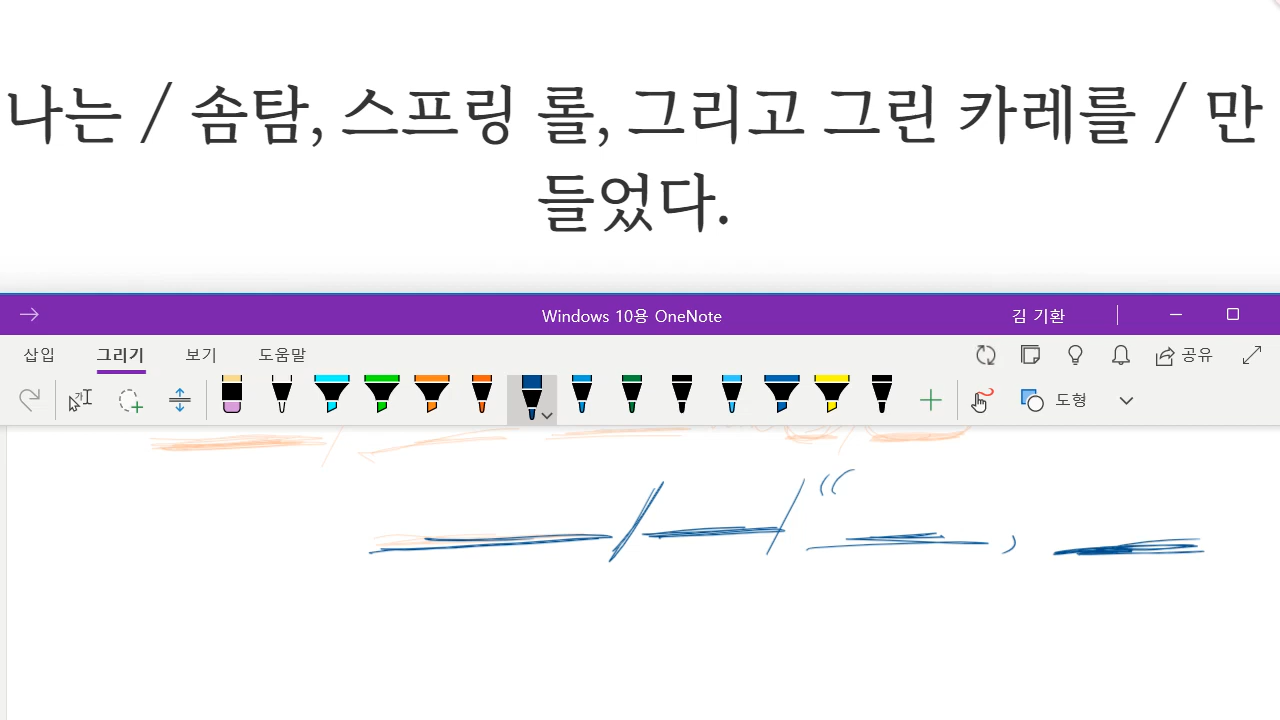 나는 / 솜탐, 스프링 롤, 그리고 그린 카레를 / 만
들었다.
Windows 10용 OneNote 김 기환
삽입 그리기 보기 도움말 공유
가 도형